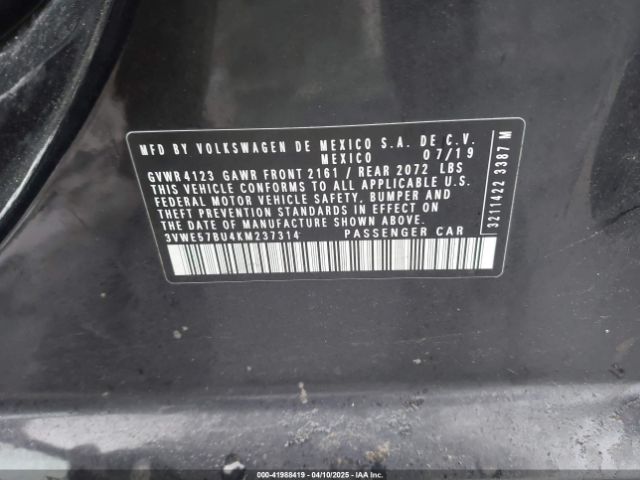 MFD BY VOLKSWAGEN DE MEXICO S.A. DE C.V.
MEXICO 07/19
GVWR 4123 GAWR FRONT 2161 / REAR 2072 LBS
THIS VEHICLE CONFORMS TO ALL APPLICABLE U.S.
FEDERAL MOTOR VEHICLE SAFETY, BUMPER AND
THEFT PREVENTION STANDARDS IN EFFECT ON
THE DATE OF MANUFACTURE SHOWN ABOVE.
3VWE57BU4KM237314 PASSENGER CAR
3211422 3387 M
000-41988419 | 04/10/2025 | Copyright © IAA, LLC